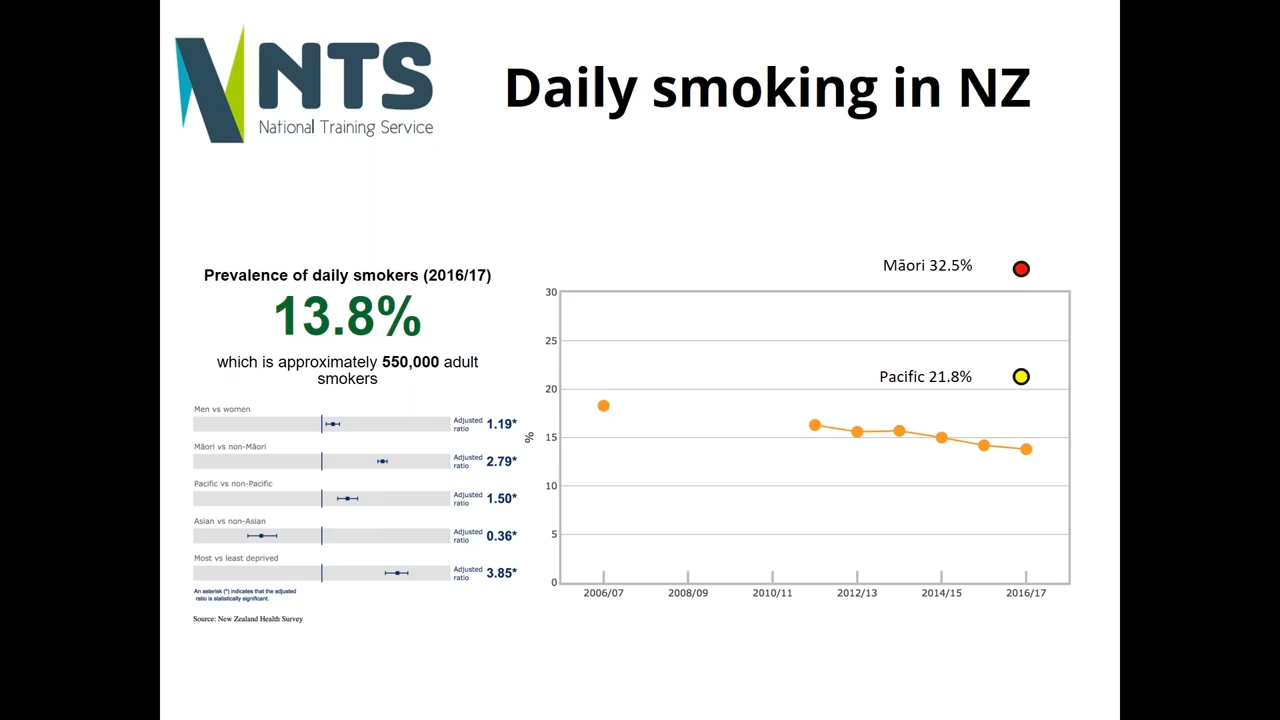 NTS
National Training Service
Daily smoking in NZ
Prevalence of daily smokers (2016/17)
13.8%
which is approximately 550,000 adult
smokers
Men vs women
Adjusted
ratio
1.19*
Māori vs non-Māori
Adjusted
ratio
2.79*
Pacific vs non-Pacific
Adjusted
ratio
1.50*
Asian vs non-Asian
Adjusted
ratio
0.36*
Most vs least deprived
Adjusted
ratio
3.85*
An asterisk (*) indicates that the adjusted
ratio is statistically significant.
Source: New Zealand Health Survey
Māori 32.5%
Pacific 21.8%
30
25
20
15
10
5
0
%
2006/07
2008/09
2010/11
2012/13
2014/15
2016/17